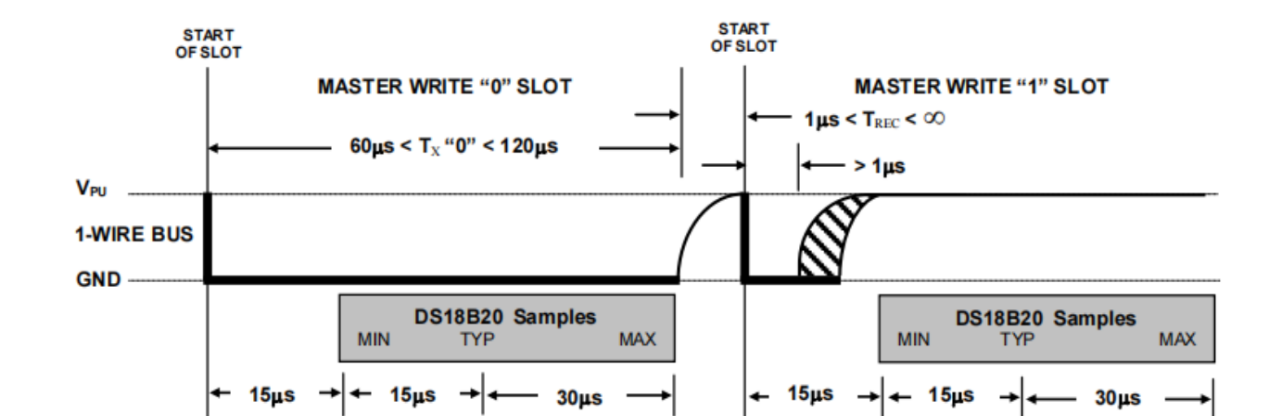 START
OF SLOT
START
OF SLOT
MASTER WRITE “0” SLOT
MASTER WRITE “1” SLOT
1µs < TREC < ∞
60µs < TX “0” < 120µs
> 1µs
VPU
1-WIRE BUS
GND
DS18B20 Samples
MIN TYP MAX
DS18B20 Samples
MIN TYP MAX
15µs 15µs 30µs
15µs 15µs 30µs